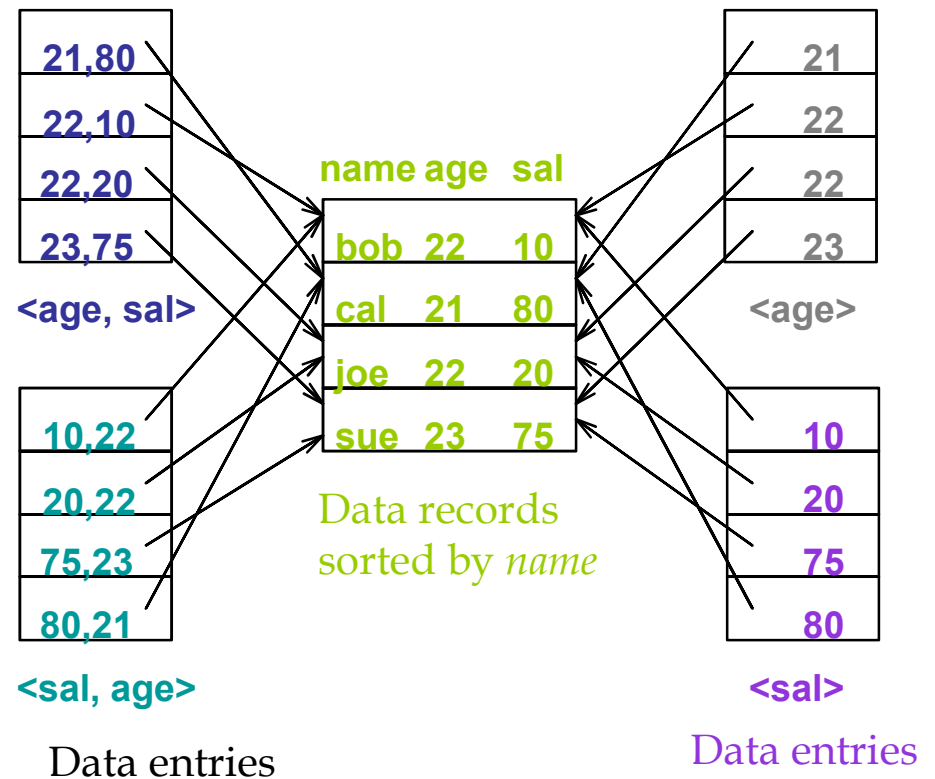 21,80
22,10
22,20
23,75
<age, sal>
10,22
20,22
75,23
80,21
<sal, age>
Data entries
name age sal
bob 22 10
cal 21 80
joe 22 20
sue 23 75
Data records
sorted by name
21
22
22
23
<age>
10
20
75
80
<sal>
Data entries